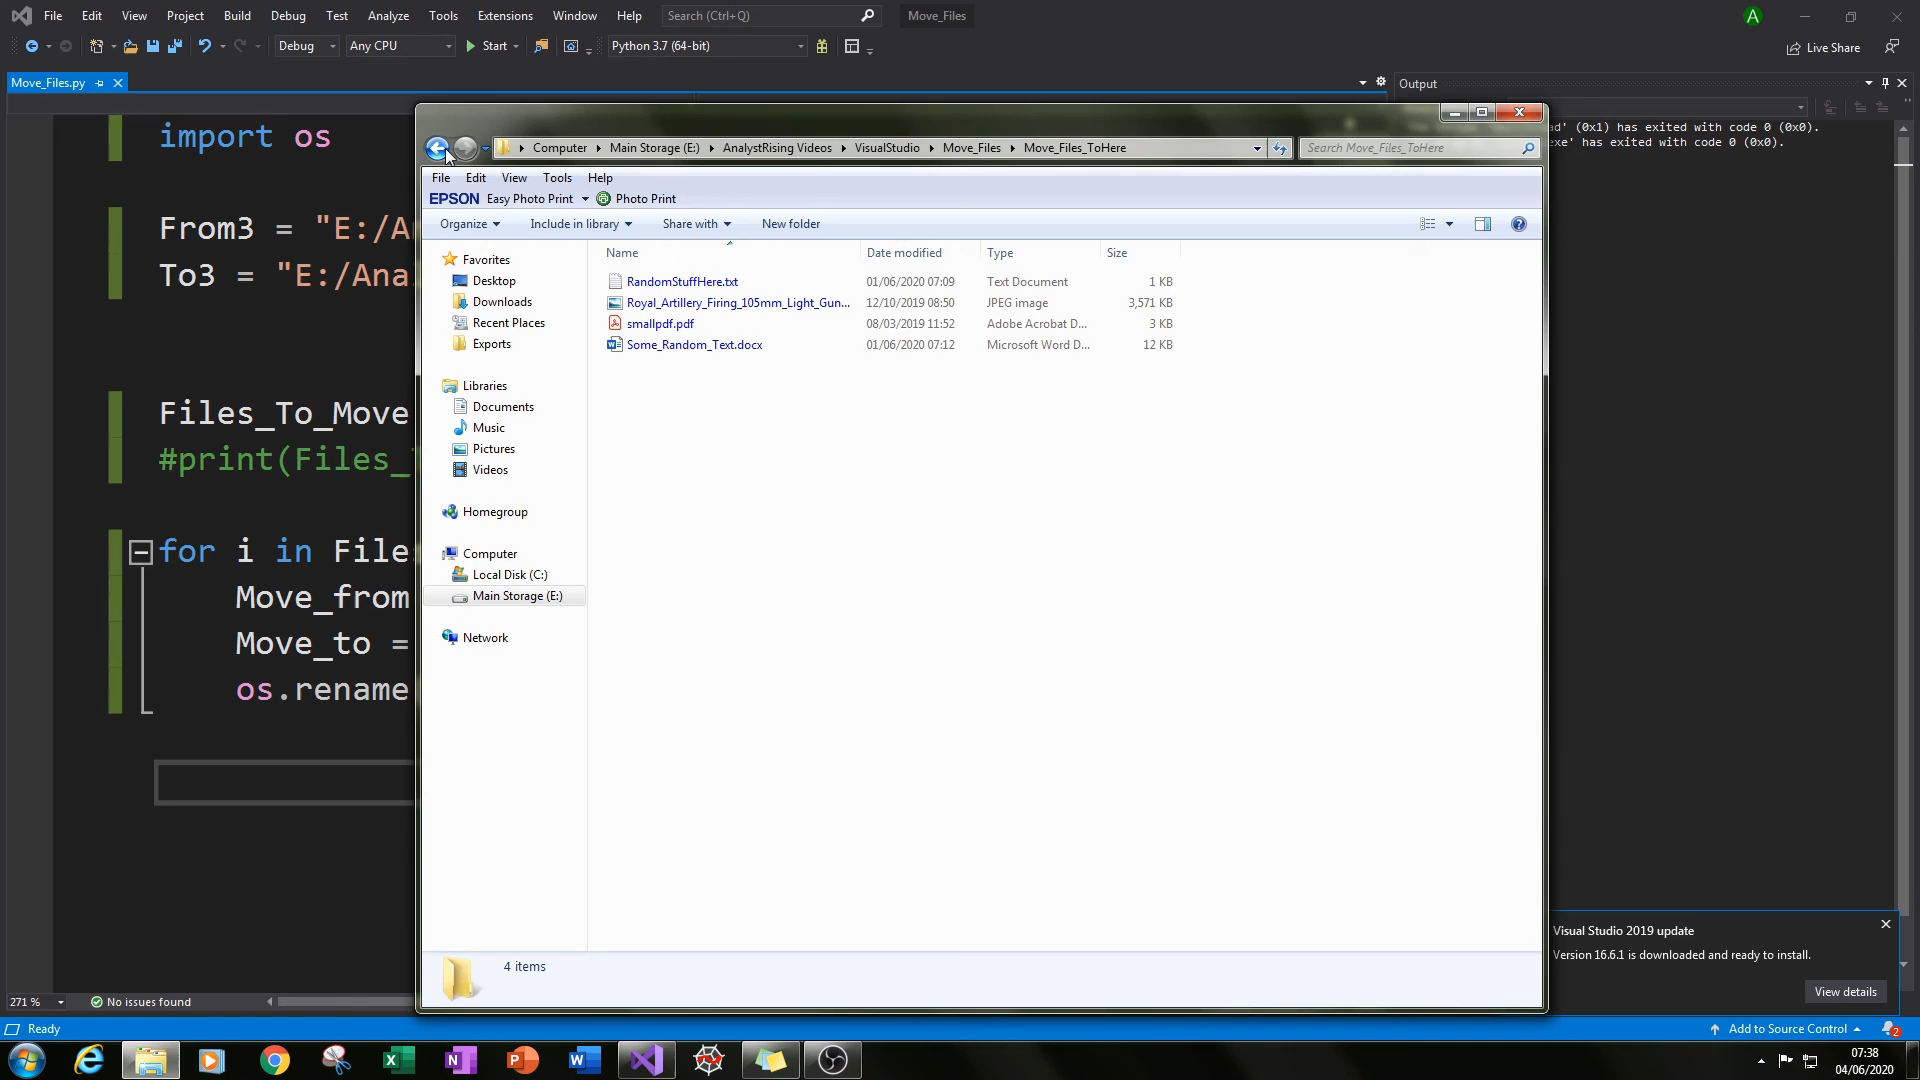 File Edit View Project Build Debug Test Analyze Tools Extensions Window Help Search (Ctrl+Q) Move_Files A
Debug Any CPU Start Python 3.7 (64-bit) Live Share
Move_Files.py Output
import os
From3 = "E:/An
To3 = "E:/Ana
Files_To_Move
#print(Files_
for i in File
Move_from
Move_to =
os.rename
(0x1) has exited with code 0 (0x0).
' has exited with code 0 (0x0).
Computer Main Storage (E:) AnalystRising Videos VisualStudio Move_Files Move_Files_ToHere Search Move_Files_ToHere
File Edit View Tools Help
EPSON Easy Photo Print Photo Print
Organize Include in library Share with New folder
Favorites
Desktop
Downloads
Recent Places
Exports
Libraries
Documents
Music
Pictures
Videos
Homegroup
Computer
Local Disk (C:)
Main Storage (E:)
Network
Name Date modified Type Size
RandomStuffHere.txt 01/06/2020 07:09 Text Document 1 KB
Royal_Artillery_Firing_105mm_Light_Gun... 12/10/2019 08:50 JPEG image 3,571 KB
smallpdf.pdf 08/03/2019 11:52 Adobe Acrobat D... 3 KB
Some_Random_Text.docx 01/06/2020 07:12 Microsoft Word D... 12 KB
4 items
Visual Studio 2019 update
Version 16.6.1 is downloaded and ready to install.
View details
271 % No issues found
Ready Add to Source Control 2
07:38
04/06/2020